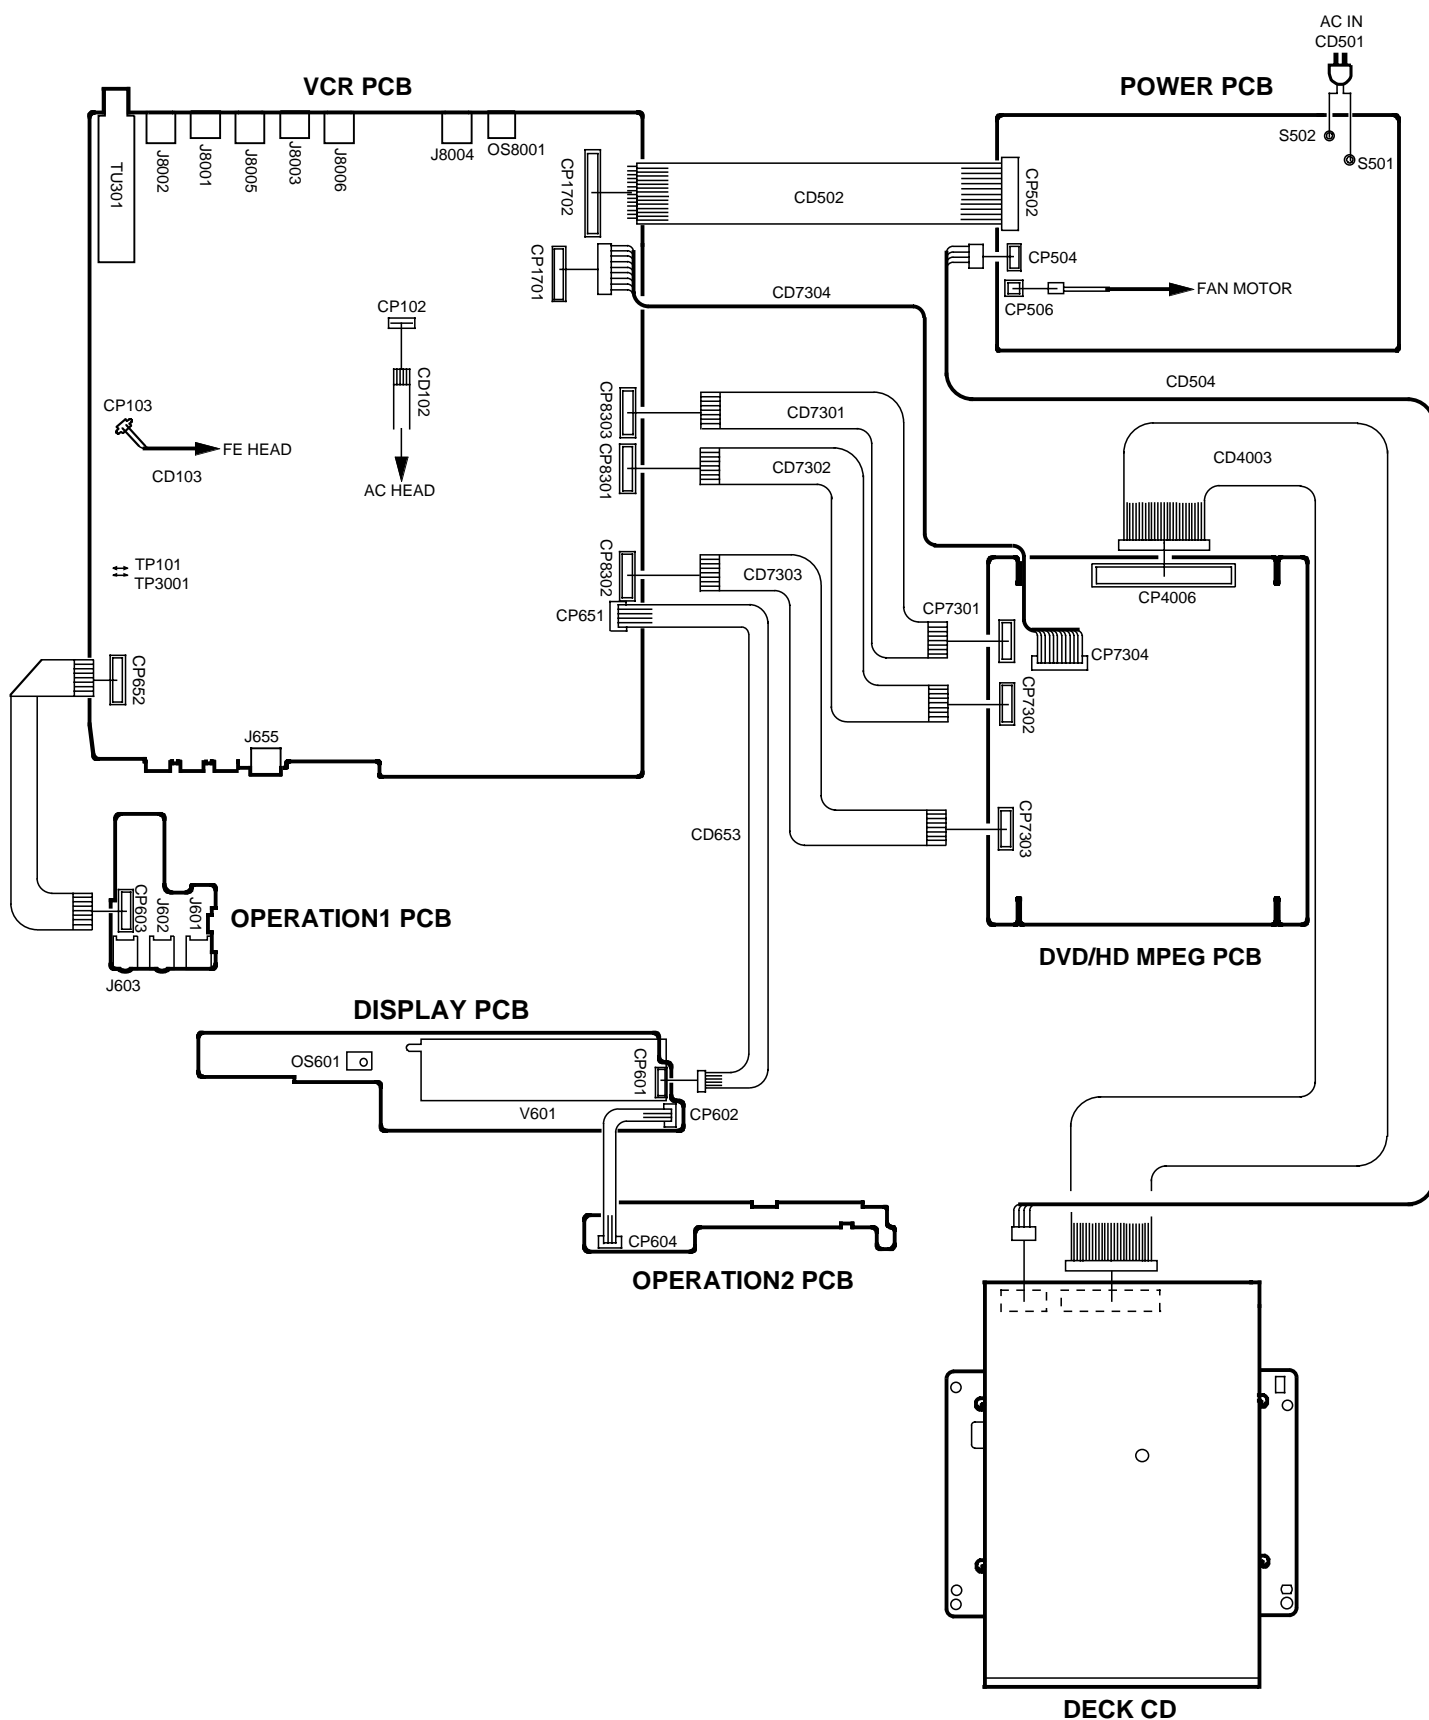 AC IN
CD501
VCR PCB
POWER PCB
TU301
J8002
J8001
J8005
J8003
J8006
J8004
OS8001
S502
S501
CP1702
CD502
CP502
CP1701
CP504
CD7304
FAN MOTOR
CP506
CP102
CD102
CD504
CP103
FE HEAD
CD103
AC HEAD
CP8303
CD7301
CP8301
CD7302
CD4003
TP101
TP3001
CP8302
CD7303
CP4006
CP651
CP7301
CP7304
CP652
CP7302
J655
CD653
CP7303
CP603
J602
J601
OPERATION1 PCB
J603
DVD/HD MPEG PCB
DISPLAY PCB
OS601
CP601
V601
CP602
CP604
OPERATION2 PCB
DECK CD